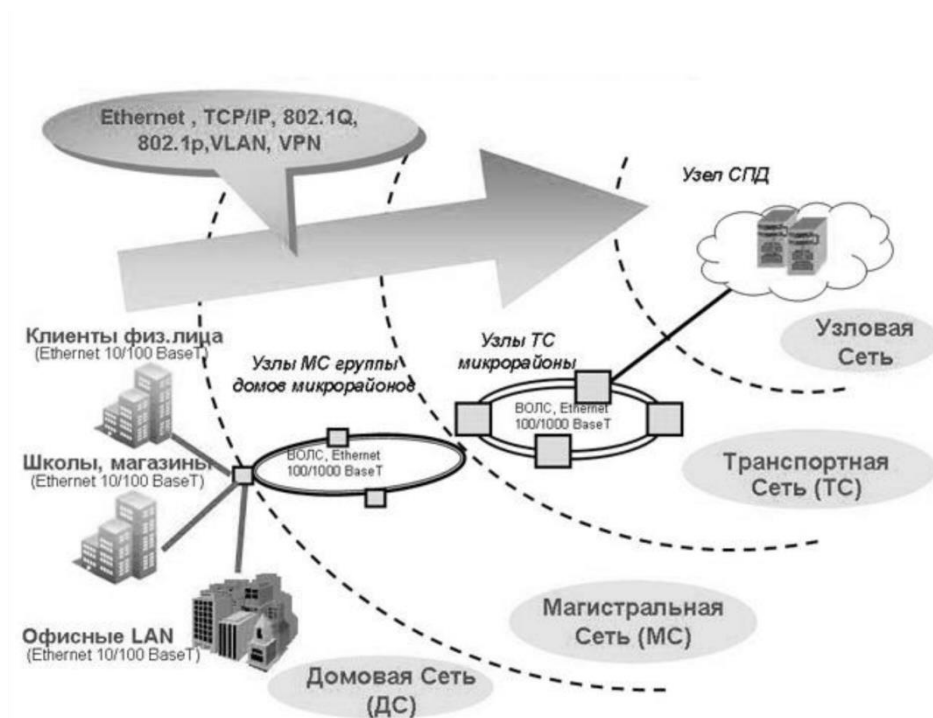 Ethernet , TCP/IP, 802.1Q,
802.1p,VLAN, VPN
Узел СПД
Узловая
Сеть
Клиенты физ.лица
(Ethernet 10/100 BaseT)
Узлы МС группы
домов микрорайонов
Узлы ТС
микрорайоны
ВОЛС, Ethernet
100/1000 BaseT
ВОЛС, Ethernet
100/1000 BaseT
Транспортная
Сеть (ТС)
Школы, магазины
(Ethernet 10/100 BaseT)
Магистральная
Сеть (МС)
Офисные LAN
(Ethernet 10/100 BaseT)
Домовая Сеть
(ДС)